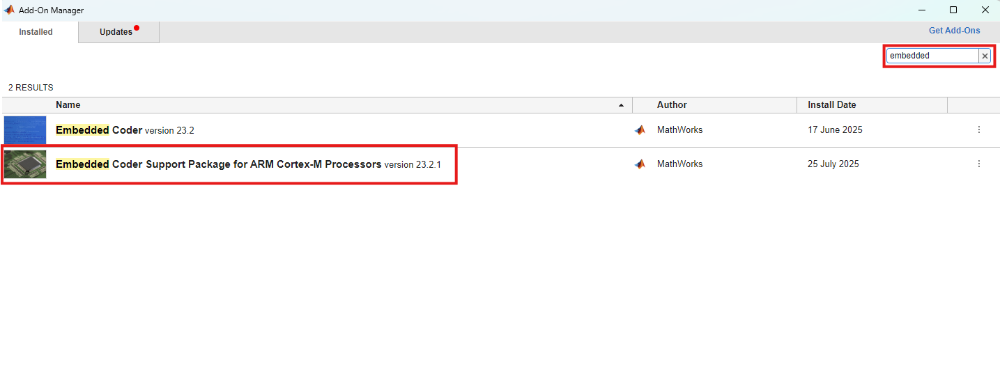 Add-On Manager
Installed
Updates
Get Add-Ons
embedded
2 RESULTS
Name Author Install Date
Embedded Coder version 23.2 MathWorks 17 June 2025
Embedded Coder Support Package for ARM Cortex-M Processors version 23.2.1 MathWorks 25 July 2025